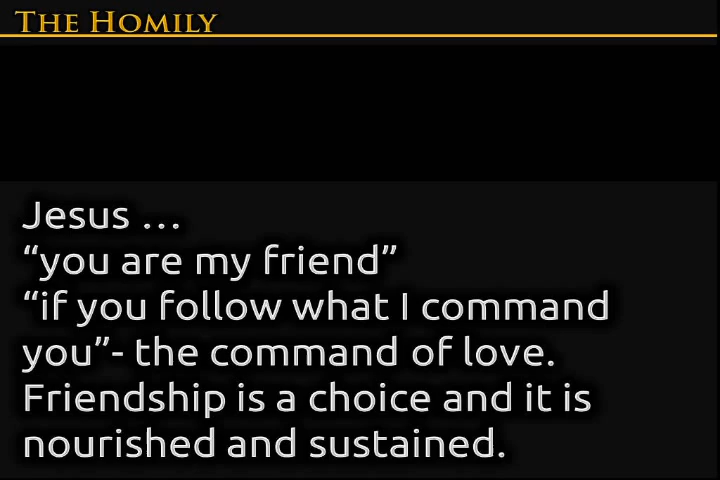 The Homily
Jesus …
“you are my friend”
“if you follow what I command
you”- the command of love.
Friendship is a choice and it is
nourished and sustained.